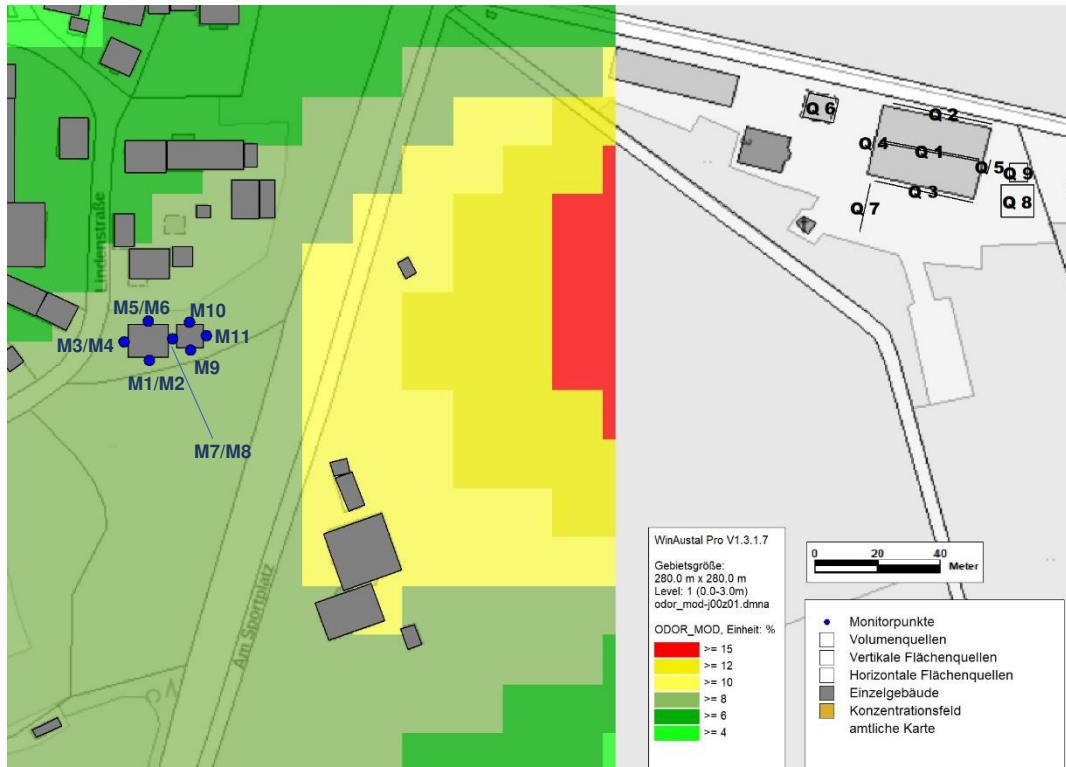 Q 6
Q 2
Q 4
Q 1
Q 5
Q 9
Q 3
Q 8
Q 7
Lindenstraße
M5/M6
M10
M3/M4
M11
M9
M1/M2
M7/M8
Am Sportplatz
WinAustal Pro V1.3.1.7
Gebietsgröße:
280.0 m x 280.0 m
Level: 1 (0.0-3.0m)
odor_mod-j00z01.dmna
ODOR_MOD, Einheit: %
>= 15
>= 12
>= 10
>= 8
>= 6
>= 4
0 20 40
Meter
Monitorpunkte
Volumenquellen
Vertikale Flächenquellen
Horizontale Flächenquellen
Einzelgebäude
Konzentrationsfeld
amtliche Karte